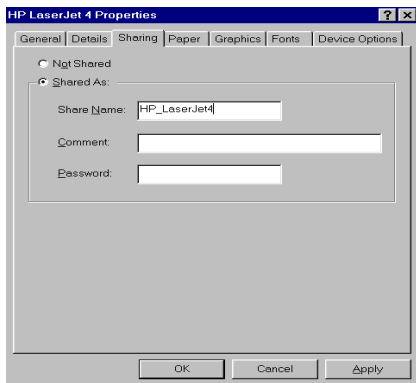 HP LaserJet 4 Properties
General Details Sharing Paper Graphics Fonts Device Options
Not Shared
Shared As:
Share Name: HP_LaserJet4
Comment:
Password:
OK Cancel Apply